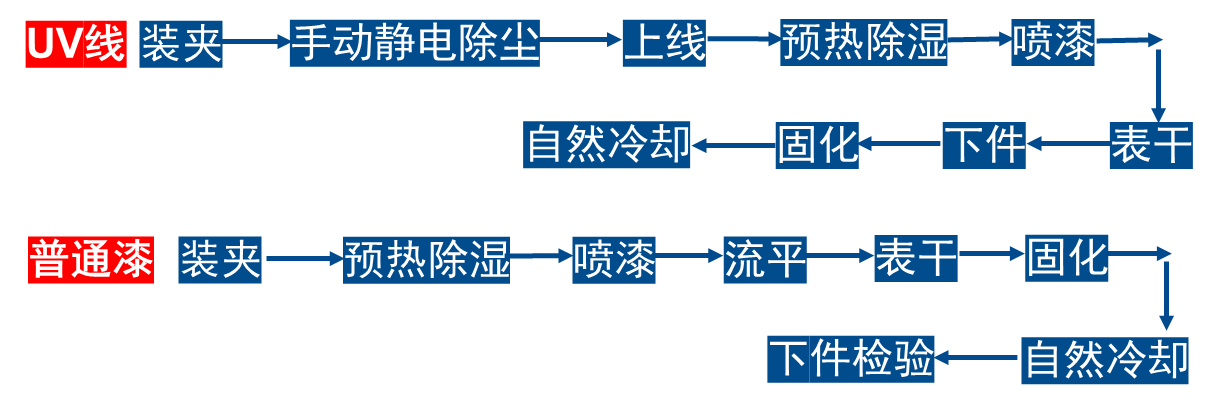 UV线 装夹 手动静电除尘 上线 预热除湿 喷漆
自然冷却 固化 下件 表干
普通漆 装夹 预热除湿 喷漆 流平 表干 固化
下件检验 自然冷却